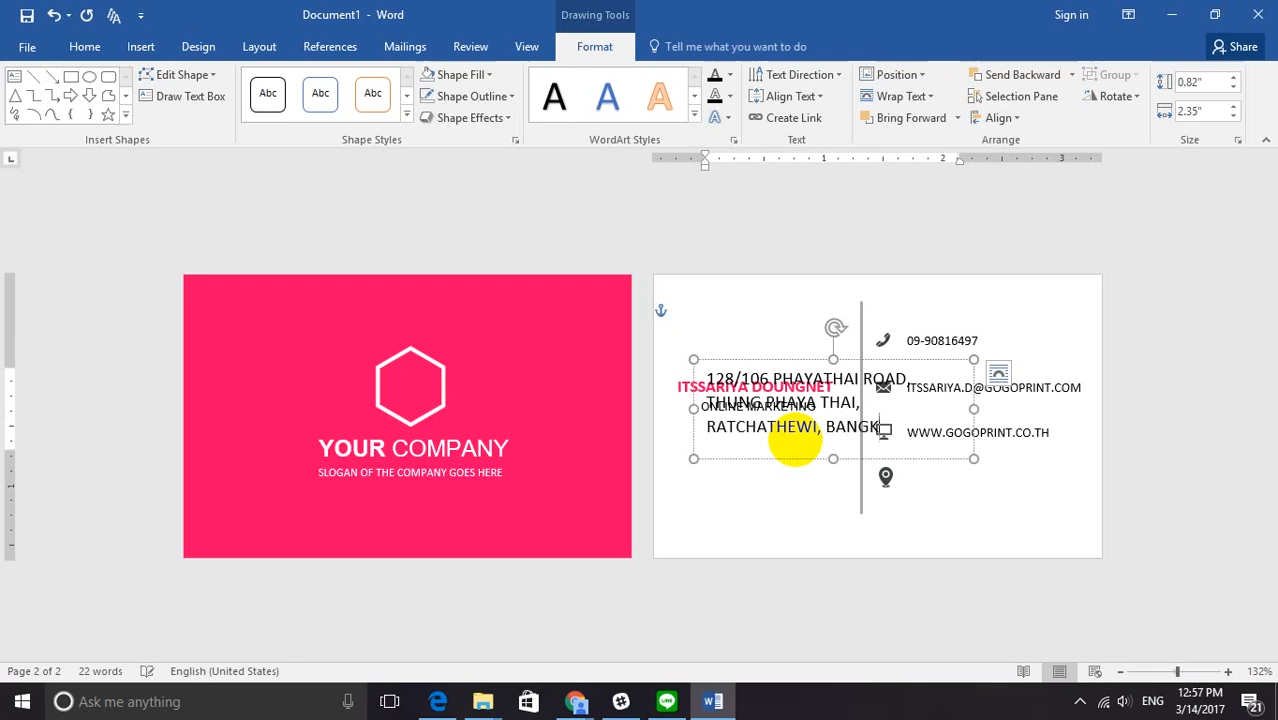 Document1 - Word
Drawing Tools
Sign in
File
Home
Insert
Design
Layout
References
Mailings
Review
View
Format
Tell me what you want to do
Share
Edit Shape
Draw Text Box
Insert Shapes
Abc
Abc
Abc
Shape Fill
Shape Outline
Shape Effects
Shape Styles
A
A
A
WordArt Styles
Text Direction
Align Text
Create Link
Text
Position
Wrap Text
Bring Forward
Send Backward
Selection Pane
Align
Group
Rotate
Arrange
0.82"
2.35"
Size
1
2
3
YOUR COMPANY
SLOGAN OF THE COMPANY GOES HERE
09-90816497
128/106 PHAYATHAI ROAD,
ITSSARIYA DOUNGNET
ITSSARIYA.D@GOGOPRINT.COM
THUNG PHAYA THAI,
ONLINE MARKETING
RATCHATHEWI, BANGK
WWW.GOGOPRINT.CO.TH
Page 2 of 2
22 words
English (United States)
132%
Ask me anything
ENG
12:57 PM
3/14/2017
21